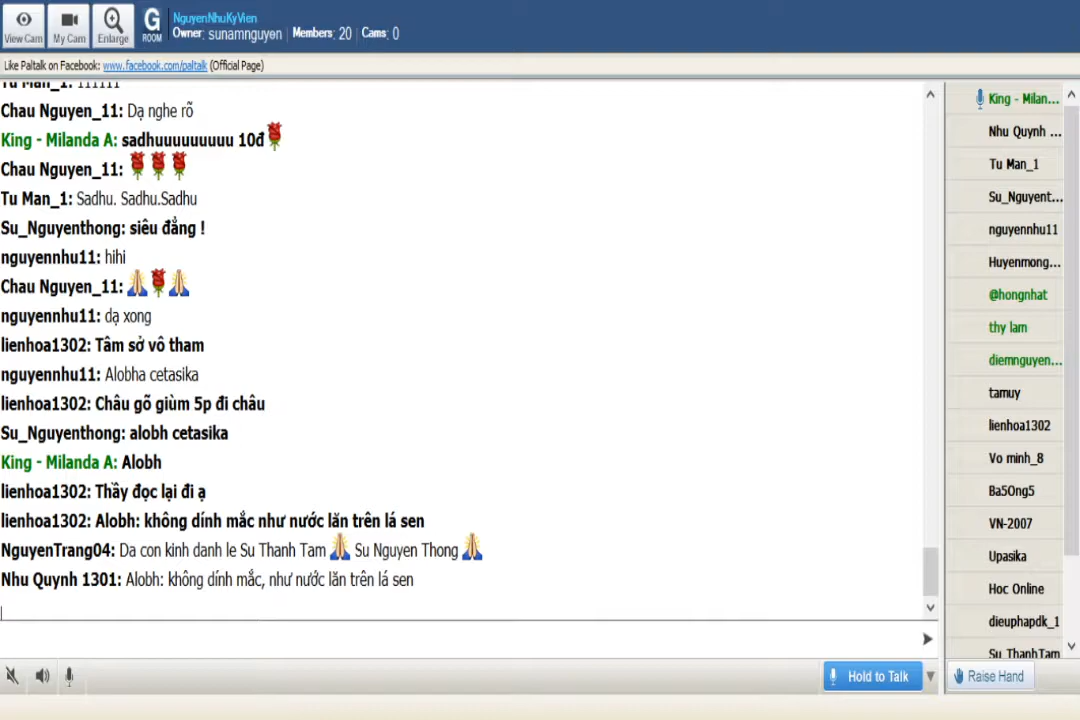 View Cam
My Cam
Enlarge
G
ROOM
NguyenNhuKyVien
Owner: sunamnguyen Members: 20 Cams: 0
Like Paltalk on Facebook: www.facebook.com/paltalk (Official Page)
Tu Man_1: 111111
Chau Nguyen_11: Dạ nghe rõ
King - Milanda A: sadhuuuuuuuuu 10đ
Chau Nguyen_11:
Tu Man_1: Sadhu. Sadhu.Sadhu
Su_Nguyenthong: siêu đẳng !
nguyennhu11: hihi
Chau Nguyen_11:
nguyennhu11: dạ xong
lienhoa1302: Tâm sở vô tham
nguyennhu11: Alobha cetasika
lienhoa1302: Châu gõ giùm 5p đi châu
Su_Nguyenthong: alobh cetasika
King - Milanda A: Alobh
lienhoa1302: Thầy đọc lại đi ạ
lienhoa1302: Alobh: không dính mắc như nước lăn trên lá sen
NguyenTrang04: Da con kinh danh le Su Thanh Tam Su Nguyen Thong
Nhu Quynh 1301: Alobh: không dính mắc, như nước lăn trên lá sen
King - Milan...
Nhu Quynh ...
Tu Man_1
Su_Nguyent...
nguyennhu11
Huyenmong...
@hongnhat
thy lam
diemnguyen...
tamuy
lienhoa1302
Vo minh_8
Ba5Ong5
VN-2007
Upasika
Hoc Online
dieuphapdk_1
Su ThanhTam
Hold to Talk
Raise Hand